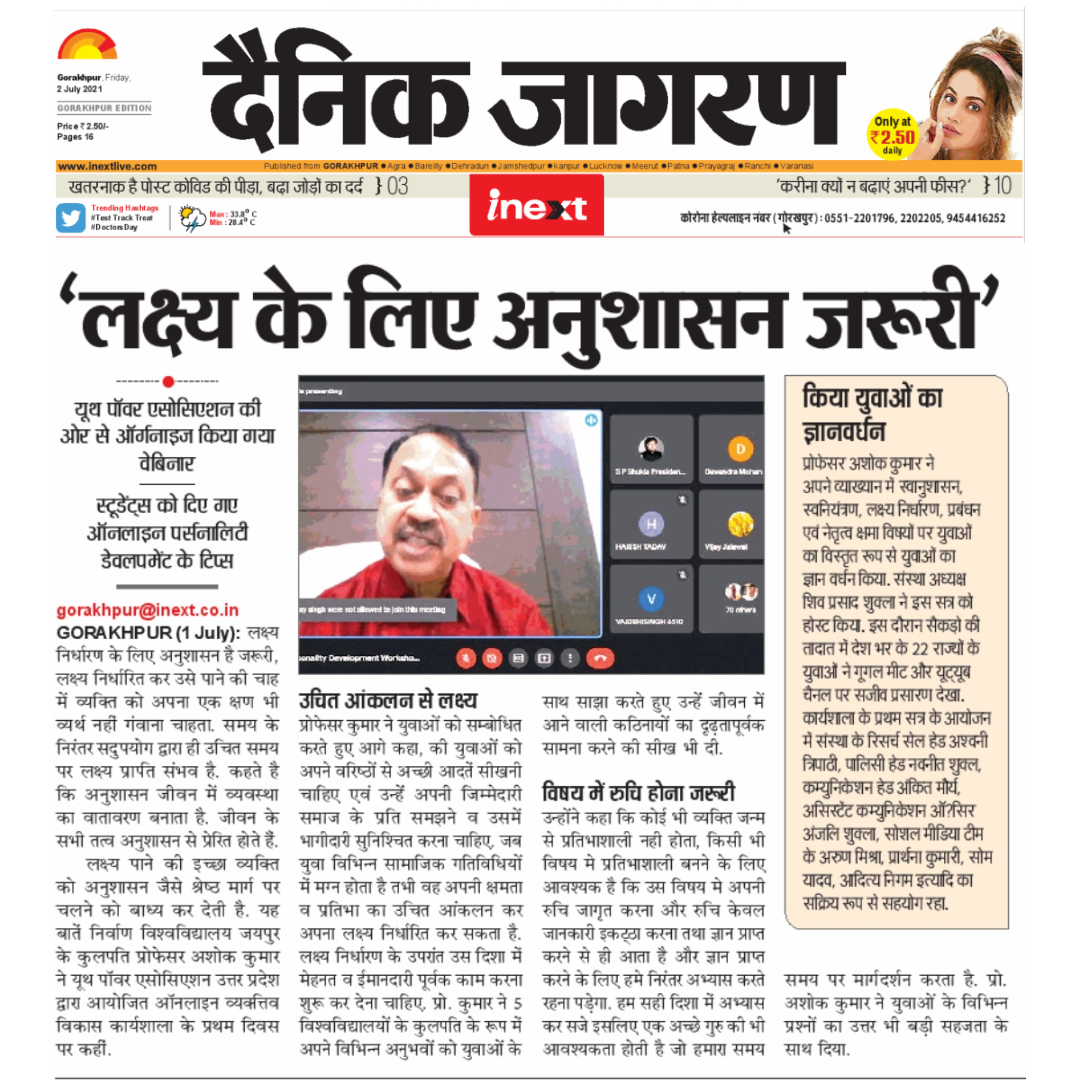 Gorakhpur, Friday,
2 July 2021
GORAKHPUR EDITION
Price ₹ 2.50/-
Pages 16
दैनिक जागरण
Only at
₹2.50
daily
www.inextlive.com
Published from GORAKHPUR ● Agra ● Bareilly ● Dehradun ● Jamshedpur ● kanpur ● Lucknow ● Meerut ● Patna ● Prayagraj ● Ranchi ● Varanasi
खतरनाक है पोस्ट कोविड की पीड़ा, बढ़ा जोड़ों का दर्द } 03
inext
'करीना क्यों न बढ़ाएं अपनी फीस?' } 10
Trending Hashtags
#Test Track Treat
#DoctorsDay
Max : 33.8° C
Min : 28.4° C
कोरोना हेल्पलाइन नंबर (गोरखपुर) : 0551-2201796, 2202205, 9454416252
‘लक्ष्य के लिए अनुशासन जरूरी’
यूथ पॉवर एसोसिएशन की
ओर से ऑर्गनाइज किया गया
वेबिनार
स्टूडेंट्स को दिए गए
ऑनलाइन पर्सनालिटी
डेवलपमेंट के टिप्स
gorakhpur@inext.co.in
GORAKHPUR (1 July): लक्ष्य
निर्धारण के लिए अनुशासन है जरूरी,
लक्ष्य निर्धारित कर उसे पाने की चाह
में व्यक्ति को अपना एक क्षण भी
व्यर्थ नहीं गंवाना चाहता. समय के
निरंतर सदुपयोग द्वारा ही उचित समय
पर लक्ष्य प्राप्ति संभव है. कहते है
कि अनुशासन जीवन में व्यवस्था
का वातावरण बनाता है. जीवन के
सभी तत्व अनुशासन से प्रेरित होते हैं.
लक्ष्य पाने की इच्छा व्यक्ति
को अनुशासन जैसे श्रेष्ठ मार्ग पर
चलने को बाध्य कर देती है. यह
बातें निर्वाण विश्वविद्यालय जयपुर
के कुलपति प्रोफेसर अशोक कुमार
ने यूथ पॉवर एसोसिएशन उत्तर प्रदेश
द्वारा आयोजित ऑनलाइन व्यक्तिव
विकास कार्यशाला के प्रथम दिवस
पर कहीं.
is presenting
S P Shukla Presiden...
Devendra Mohan
HARISH YADAV
Vijay Jaiswal
VAIDEHISINGH 6510
70 others
D
H
V
ay singh were not allowed to join this meeting
sonality Development Worksho...
उचित आंकलन से लक्ष्य
प्रोफेसर कुमार ने युवाओं को सम्बोधित
करते हुए आगे कहा, की युवाओं को
अपने वरिष्ठों से अच्छी आदतें सीखनी
चाहिए एवं उन्हें अपनी जिम्मेदारी
समाज के प्रति समझने व उसमें
भागीदारी सुनिश्चित करना चाहिए. जब
युवा विभिन्न सामाजिक गतिविधियों
में मग्न होता है तभी वह अपनी क्षमता
व प्रतिभा का उचित आंकलन कर
अपना लक्ष्य निर्धारित कर सकता है.
लक्ष्य निर्धारण के उपरांत उस दिशा में
मेहनत व ईमानदारी पूर्वक काम करना
शुरू कर देना चाहिए. प्रो. कुमार ने 5
विश्वविद्यालयों के कुलपति के रूप में
अपने विभिन्न अनुभवों को युवाओं के
साथ साझा करते हुए उन्हें जीवन में
आने वाली कठिनायों का दृढ़तापूर्वक
सामना करने की सीख भी दी.
विषय में रुचि होना जरूरी
उन्होंने कहा कि कोई भी व्यक्ति जन्म
से प्रतिभाशाली नही होता, किसी भी
विषय मे प्रतिभाशाली बनने के लिए
आवश्यक है कि उस विषय मे अपनी
रुचि जागृत करना और रुचि केवल
जानकारी इकट्ठा करना तथा ज्ञान प्राप्त
करने से ही आता है और ज्ञान प्राप्त
करने के लिए हमे निरंतर अभ्यास करते
रहना पड़ेगा. हम सही दिशा में अभ्यास
कर सजे इसलिए एक अच्छे गुरु की भी
आवश्यकता होती है जो हमारा समय
समय पर मार्गदर्शन करता है. प्रो.
अशोक कुमार ने युवाओं के विभिन्न
प्रश्नों का उत्तर भी बड़ी सहजता के
साथ दिया.
किया युवाओं का
ज्ञानवर्धन
प्रोफेसर अशोक कुमार ने
अपने व्याख्यान में स्वानुशासन,
स्वनियंत्रण, लक्ष्य निर्धारण, प्रबंधन
एवं नेतृत्व क्षमा विषयों पर युवाओं
का विस्तृत रूप से युवाओं का
ज्ञान वर्धन किया. संस्था अध्यक्ष
शिव प्रसाद शुक्ला ने इस सत्र को
होस्ट किया. इस दौरान सैकड़ो की
तादात में देश भर के 22 राज्यों के
युवाओं ने गूगल मीट और यूट्यूब
चैनल पर सजीव प्रसारण देखा.
कार्यशाला के प्रथम सत्र के आयोजन
में संस्था के रिसर्च सेल हेड अश्वनी
त्रिपाठी, पालिसी हेड नवनीत शुक्ल,
कम्युनिकेशन हेड अंकित मौर्य,
असिस्टेंट कम्युनिकेशन ऑ?सिर
अंजलि शुक्ला, सोशल मीडिया टीम
के अरुण मिश्रा, प्रार्थना कुमारी, सोम
यादव, आदित्य निगम इत्यादि का
सक्रिय रूप से सहयोग रहा.